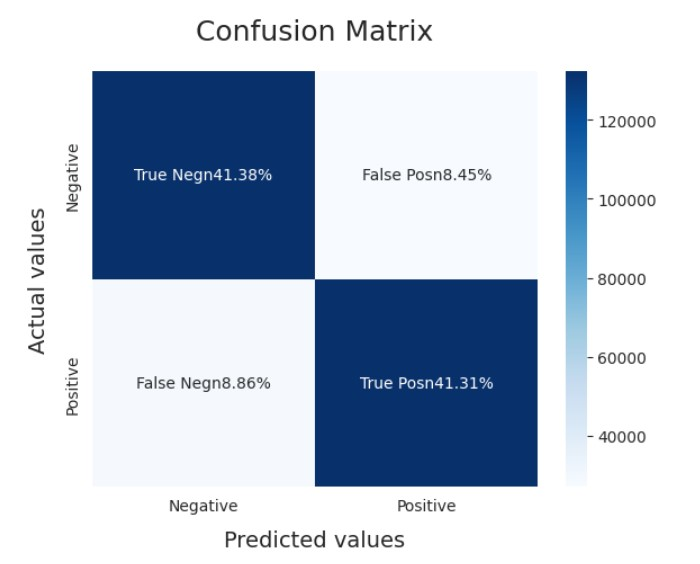 Confusion Matrix
Actual values
Negative
True Negn41.38%
False Posn8.45%
Positive
False Negn8.86%
True Posn41.31%
Negative
Positive
Predicted values
120000
100000
80000
60000
40000